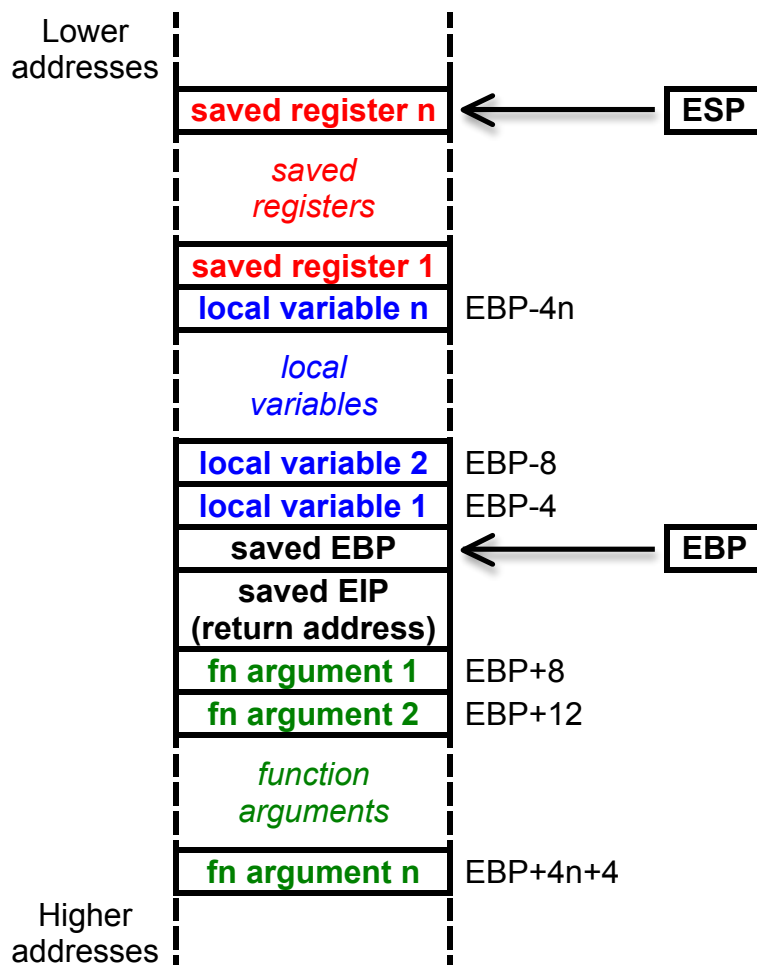 Lower
addresses
saved register n
ESP
saved
registers
saved register 1
local variable n
EBP-4n
local
variables
local variable 2
EBP-8
local variable 1
EBP-4
saved EBP
EBP
saved EIP
(return address)
fn argument 1
EBP+8
fn argument 2
EBP+12
function
arguments
fn argument n
EBP+4n+4
Higher
addresses